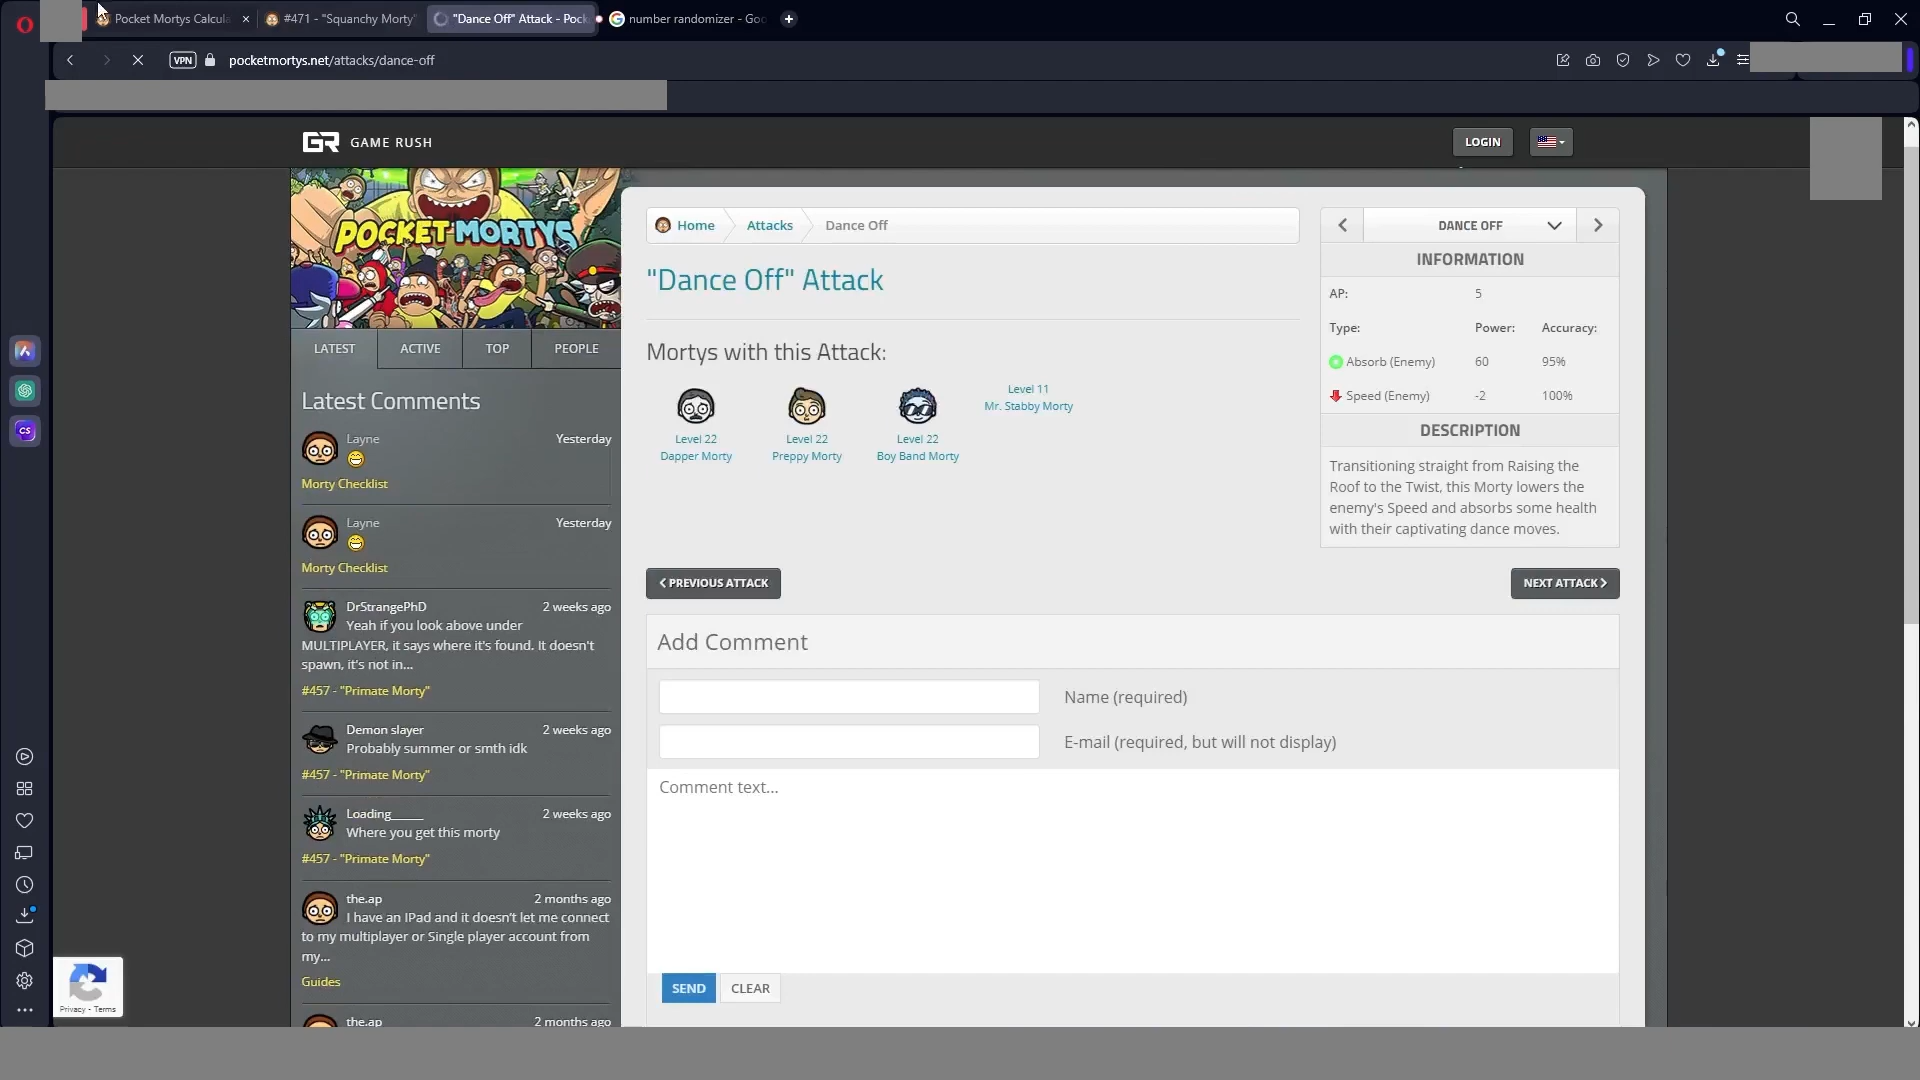 Pocket Mortys Calcula
#471 - "Squanchy Morty"
"Dance Off" Attack - Pock
number randomizer - Goo
VPN
pocketmortys.net/attacks/dance-off
GR GAME RUSH
LOGIN
POCKET MORTYS
Home
Attacks
Dance Off
DANCE OFF
"Dance Off" Attack
INFORMATION
AP: 5
Type: Power: Accuracy:
Absorb (Enemy) 60 95%
Speed (Enemy) -2 100%
DESCRIPTION
Transitioning straight from Raising the
Roof to the Twist, this Morty lowers the
enemy's Speed and absorbs some health
with their captivating dance moves.
Mortys with this Attack:
Level 22
Dapper Morty
Level 22
Preppy Morty
Level 22
Boy Band Morty
Level 11
Mr. Stabby Morty
PREVIOUS ATTACK
NEXT ATTACK
Add Comment
Name (required)
E-mail (required, but will not display)
Comment text...
SEND
CLEAR
LATEST
ACTIVE
TOP
PEOPLE
Latest Comments
Layne Yesterday
Morty Checklist
Layne Yesterday
Morty Checklist
DrStrangePhD 2 weeks ago
Yeah if you look above under
MULTIPLAYER, it says where it's found. It doesn't
spawn, it's not in...
#457 - "Primate Morty"
Demon slayer 2 weeks ago
Probably summer or smth idk
#457 - "Primate Morty"
Loading_____ 2 weeks ago
Where you get this morty
#457 - "Primate Morty"
the.ap 2 months ago
I have an IPad and it doesn't let me connect
to my multiplayer or Single player account from
my...
Guides
the.ap 2 months ago
CS
Privacy - Terms